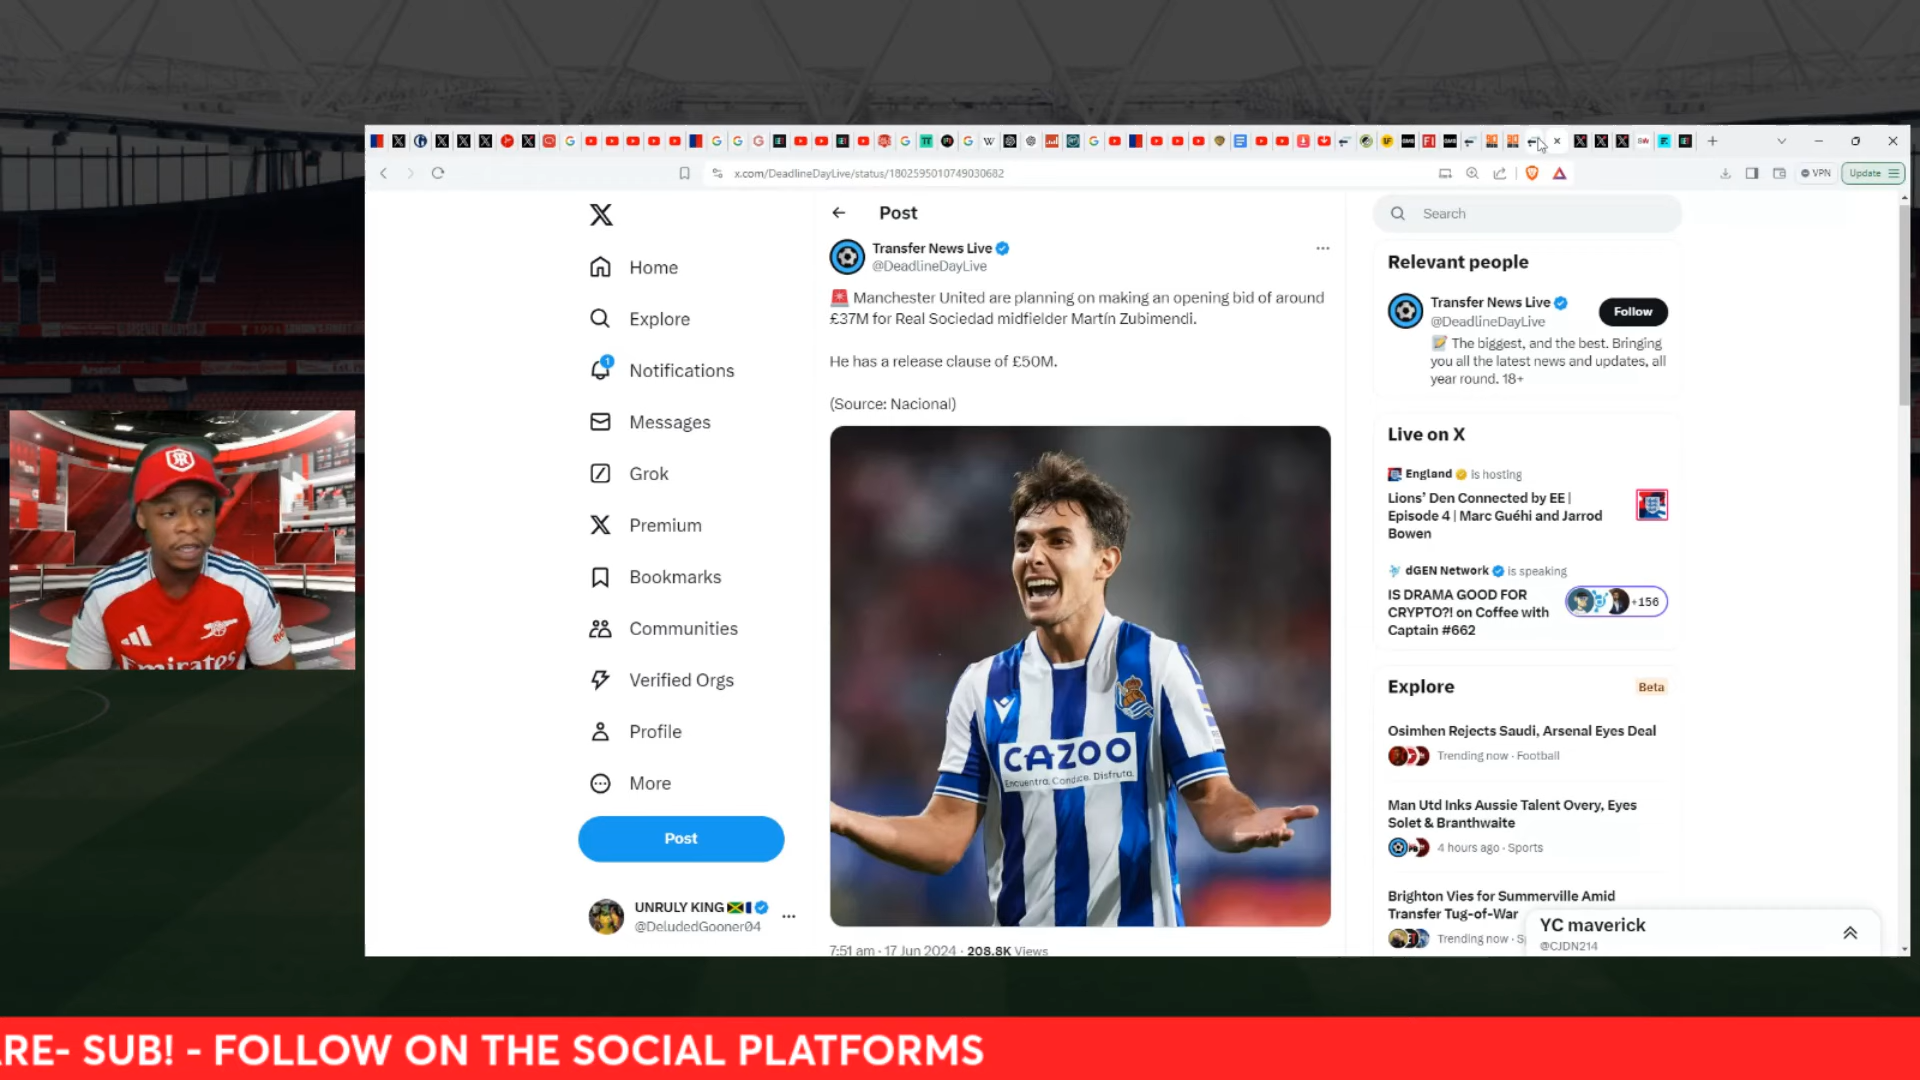 x.com/DeadlineDayLive/status/1802595010749030682
VPN
Update
Home
Explore
Notifications
1
Messages
Grok
Premium
Bookmarks
Communities
Verified Orgs
Profile
More
Post
UNRULY KING
@DeludedGooner04
Post
Transfer News Live
@DeadlineDayLive
Manchester United are planning on making an opening bid of around
£37M for Real Sociedad midfielder Martín Zubimendi.
He has a release clause of £50M.
(Source: Nacional)
CAZOO
Encuentra. Conduce. Disfruta.
7:51 am · 17 Jun 2024 · 208.8K Views
Search
Relevant people
Transfer News Live
@DeadlineDayLive
Follow
The biggest, and the best. Bringing
you all the latest news and updates, all
year round. 18+
Live on X
England is hosting
Lions’ Den Connected by EE |
Episode 4 | Marc Guéhi and Jarrod
Bowen
dGEN Network is speaking
IS DRAMA GOOD FOR
CRYPTO?! on Coffee with
Captain #662
+156
Explore
Beta
Osimhen Rejects Saudi, Arsenal Eyes Deal
Trending now · Football
Man Utd Inks Aussie Talent Overy, Eyes
Solet & Branthwaite
4 hours ago · Sports
Brighton Vies for Summerville Amid
Transfer Tug-of-War
Trending now · S
YC maverick
@CJDN214
Arsenal
Emirates
ARE- SUB! - FOLLOW ON THE SOCIAL PLATFORMS